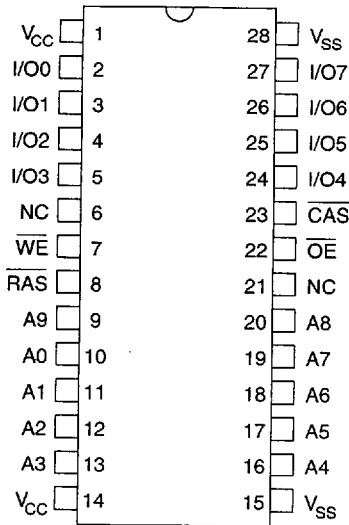 VCC 1 28 VSS
I/O0 2 27 I/O7
I/O1 3 26 I/O6
I/O2 4 25 I/O5
I/O3 5 24 I/O4
NC 6 23 CAS
WE 7 22 OE
RAS 8 21 NC
A9 9 20 A8
A0 10 19 A7
A1 11 18 A6
A2 12 17 A5
A3 13 16 A4
VCC 14 15 VSS